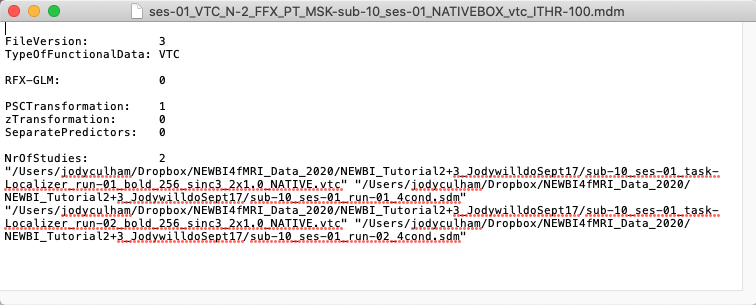 ses-01_VTC_N-2_FFX_PT_MSK-sub-10_ses-01_NATIVEBOX_vtc_ITHR-100.mdm
FileVersion: 3
TypeOfFunctionalData: VTC
RFX-GLM: 0
PSCTransformation: 1
zTransformation: 0
SeparatePredictors: 0
NrOfStudies: 2
"/Users/jodyculham/Dropbox/NEWBI4fMRI_Data_2020/NEWBI_Tutorial2+3_JodywilldoSept17/sub-10_ses-01_task-
Localizer_run-01_bold_256_sinc3_2x1.0_NATIVE.vtc" "/Users/jodyculham/Dropbox/NEWBI4fMRI_Data_2020/
NEWBI_Tutorial2+3_JodywilldoSept17/sub-10_ses-01_run-01_4cond.sdm"
"/Users/jodyculham/Dropbox/NEWBI4fMRI_Data_2020/NEWBI_Tutorial2+3_JodywilldoSept17/sub-10_ses-01_task-
Localizer_run-02_bold_256_sinc3_2x1.0_NATIVE.vtc" "/Users/jodyculham/Dropbox/NEWBI4fMRI_Data_2020/
NEWBI_Tutorial2+3_JodywilldoSept17/sub-10_ses-01_run-02_4cond.sdm"